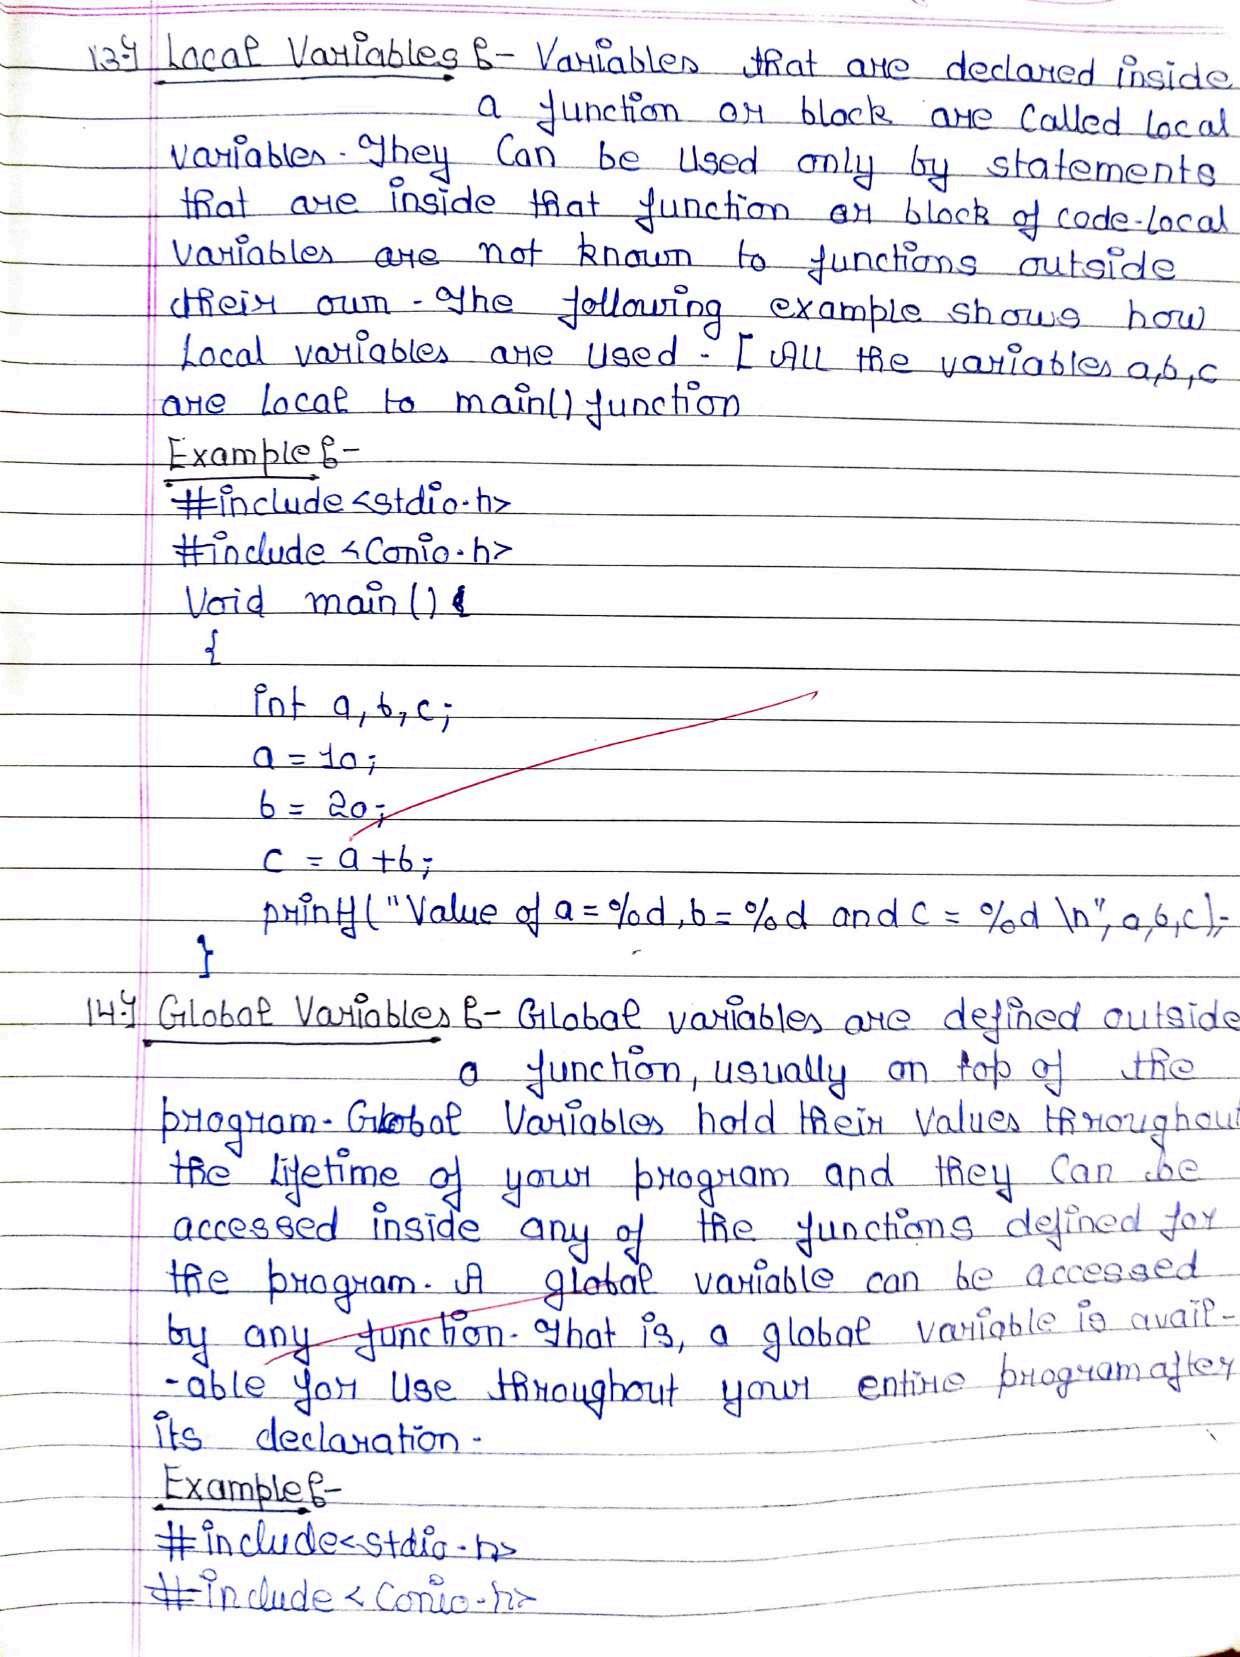 13.) Local Variables :- Variables that are declared inside
a function or block are called local
variables. They can be used only by statements
that are inside that function or block of code. Local
variables are not known to functions outside
their own. The following example shows how
local variables are used. [All the variables a,b,c
are local to main() function
Example :-
#include <stdio.h>
#include <Conio.h>
Void main()
{
int a, b, c;
a = 10;
b = 20;
c = a + b;
printf("Value of a = %d, b = %d and c = %d \n", a, b, c);
}
14.) Global Variables :- Global variables are defined outside
a function, usually on top of the
program. Global Variables hold their values throughout
the lifetime of your program and they can be
accessed inside any of the functions defined for
the program. A global variable can be accessed
by any function. That is, a global variable is avail-
-able for use throughout your entire program after
its declaration.
Example :-
#include <stdio.h>
#include <Conio.h>